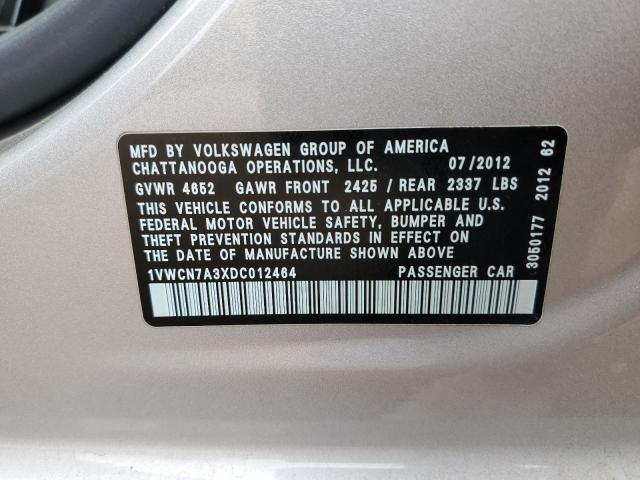 MFD BY VOLKSWAGEN GROUP OF AMERICA
CHATTANOOGA OPERATIONS, LLC. 07/2012
GVWR 4652 GAWR FRONT 2425 / REAR 2337 LBS
THIS VEHICLE CONFORMS TO ALL APPLICABLE U.S.
FEDERAL MOTOR VEHICLE SAFETY, BUMPER AND
THEFT PREVENTION STANDARDS IN EFFECT ON
THE DATE OF MANUFACTURE SHOWN ABOVE
1VWCN7A3XDC012464 PASSENGER CAR
3050177 2012 62